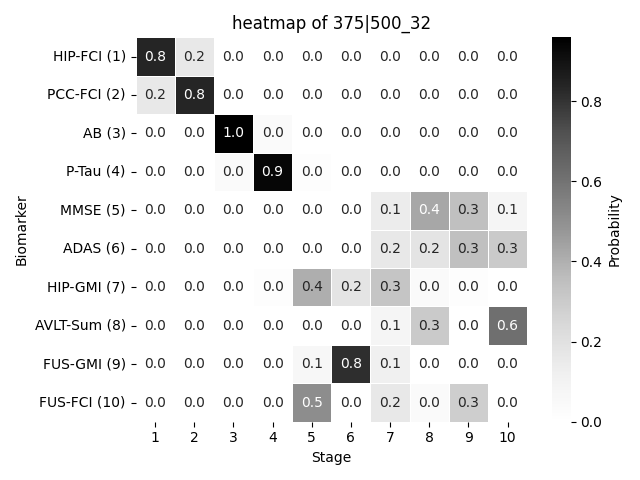 heatmap of 375|500_32
HIP-FCI (1) 0.8 0.2 0.0 0.0 0.0 0.0 0.0 0.0 0.0 0.0
PCC-FCI (2) 0.2 0.8 0.0 0.0 0.0 0.0 0.0 0.0 0.0 0.0
AB (3) 0.0 0.0 1.0 0.0 0.0 0.0 0.0 0.0 0.0 0.0
P-Tau (4) 0.0 0.0 0.0 0.9 0.0 0.0 0.0 0.0 0.0 0.0
MMSE (5) 0.0 0.0 0.0 0.0 0.0 0.0 0.1 0.4 0.3 0.1
ADAS (6) 0.0 0.0 0.0 0.0 0.0 0.0 0.2 0.2 0.3 0.3
HIP-GMI (7) 0.0 0.0 0.0 0.0 0.4 0.2 0.3 0.0 0.0 0.0
AVLT-Sum (8) 0.0 0.0 0.0 0.0 0.0 0.0 0.1 0.3 0.0 0.6
FUS-GMI (9) 0.0 0.0 0.0 0.0 0.1 0.8 0.1 0.0 0.0 0.0
FUS-FCI (10) 0.0 0.0 0.0 0.0 0.5 0.0 0.2 0.0 0.3 0.0
1 2 3 4 5 6 7 8 9 10
Stage
Biomarker
0.8
0.6
0.4
0.2
0.0
Probability